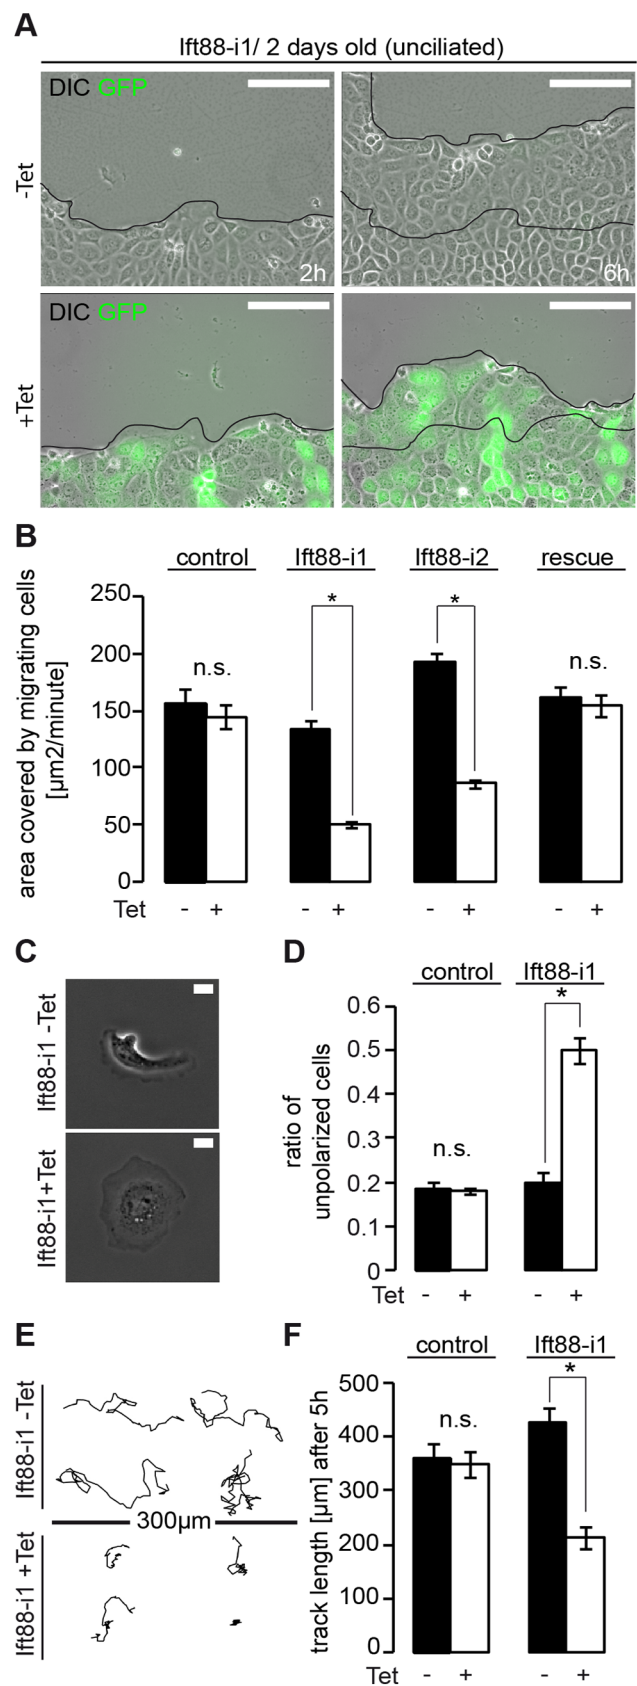 A
Ift88-i1/ 2 days old (unciliated)
-Tet
DIC GFP
2h
6h
+Tet
DIC GFP
B
control Ift88-i1 Ift88-i2 rescue
area covered by migrating cells
[µm2/minute]
250
200
150
100
50
0
n.s.
*
*
n.s.
Tet - + - + - + - +
C
Ift88-i1 -Tet
Ift88-i1+Tet
D
control Ift88-i1
ratio of
unpolarized cells
0.6
0.5
0.4
0.3
0.2
0.1
0
n.s.
*
Tet - + - +
E
Ift88-i1 -Tet
300µm
Ift88-i1 +Tet
F
control Ift88-i1
track length [µm] after 5h
500
400
300
200
100
0
n.s.
*
Tet - + - +